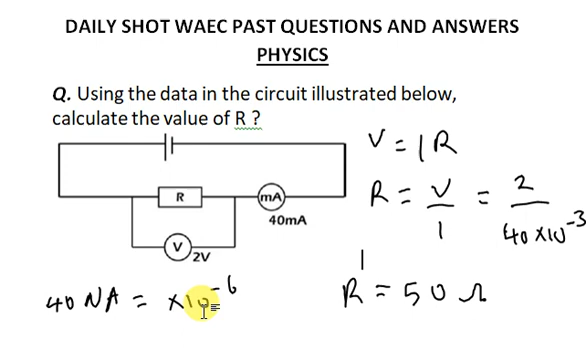 DAILY SHOT WAEC PAST QUESTIONS AND ANSWERS
PHYSICS
Q. Using the data in the circuit illustrated below,
calculate the value of R ?
R
mA
40mA
V
2V
V = IR
R = V/I = 2/40 x10^-3
R = 50 Ω
40 NA = x10^-6